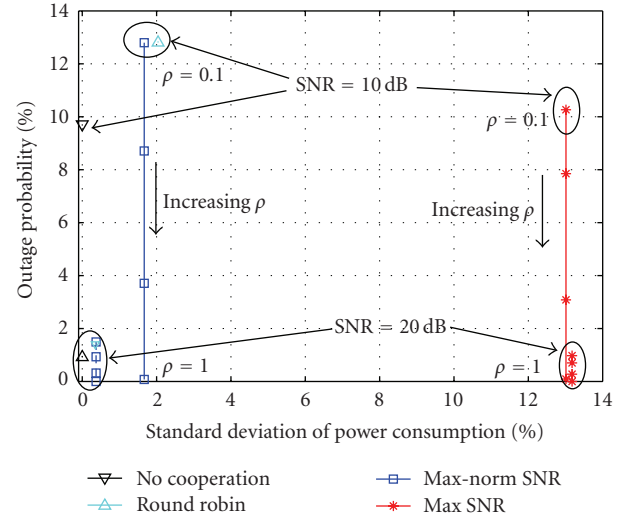 14
12
10
8
6
4
2
0
Outage probability (%)
ρ = 0.1
SNR = 10 dB
ρ = 0.1
Increasing ρ
Increasing ρ
SNR = 20 dB
ρ = 1
ρ = 1
0 2 4 6 8 10 12 14
Standard deviation of power consumption (%)
No cooperation
Round robin
Max-norm SNR
Max SNR